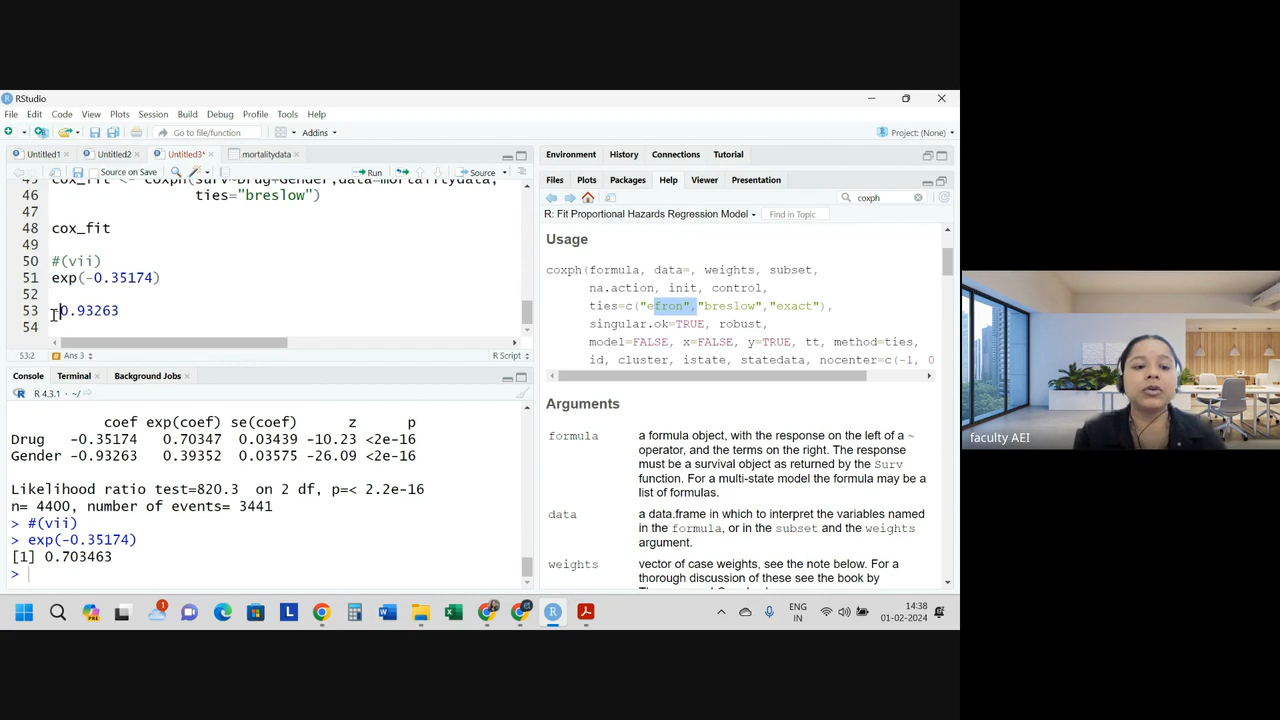 RStudio
File Edit Code View Plots Session Build Debug Profile Tools Help
Go to file/function Addins Project: (None)
Untitled1 Untitled2 Untitled3* mortalitydata
Source on Save Run Source
46 ties="breslow")
47
48 cox_fit
49
50 #(vii)
51 exp(-0.35174)
52
53 -0.93263
54
53:2 Ans 3 R Script
Console Terminal Background Jobs
R 4.3.1 · ~/
coef exp(coef) se(coef) z p
Drug -0.35174 0.70347 0.03439 -10.23 <2e-16
Gender -0.93263 0.39352 0.03575 -26.09 <2e-16
Likelihood ratio test=820.3 on 2 df, p=< 2.2e-16
n= 4400, number of events= 3441
> #(vii)
> exp(-0.35174)
[1] 0.703463
>
Environment History Connections Tutorial
Files Plots Packages Help Viewer Presentation
coxph
R: Fit Proportional Hazards Regression Model Find in Topic
Usage
coxph(formula, data=, weights, subset,
na.action, init, control,
ties=c("efron","breslow","exact"),
singular.ok=TRUE, robust,
model=FALSE, x=FALSE, y=TRUE, tt, method=ties,
id, cluster, istate, statedata, nocenter=c(-1, 0
Arguments
formula a formula object, with the response on the left of a ~
operator, and the terms on the right. The response
must be a survival object as returned by the Surv
function. For a multi-state model the formula may be a
list of formulas.
data a data.frame in which to interpret the variables named
in the formula, or in the subset and the weights
argument.
weights vector of case weights, see the note below. For a
thorough discussion of these see the book by
faculty AEI
1 ENG 14:38
IN 01-02-2024